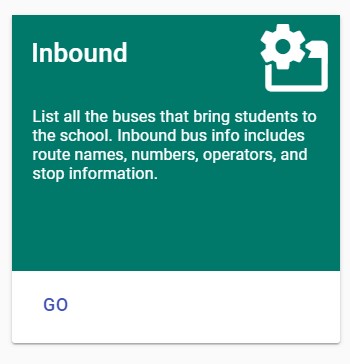 Inbound
List all the buses that bring students to
the school. Inbound bus info includes
route names, numbers, operators, and
stop information.
GO